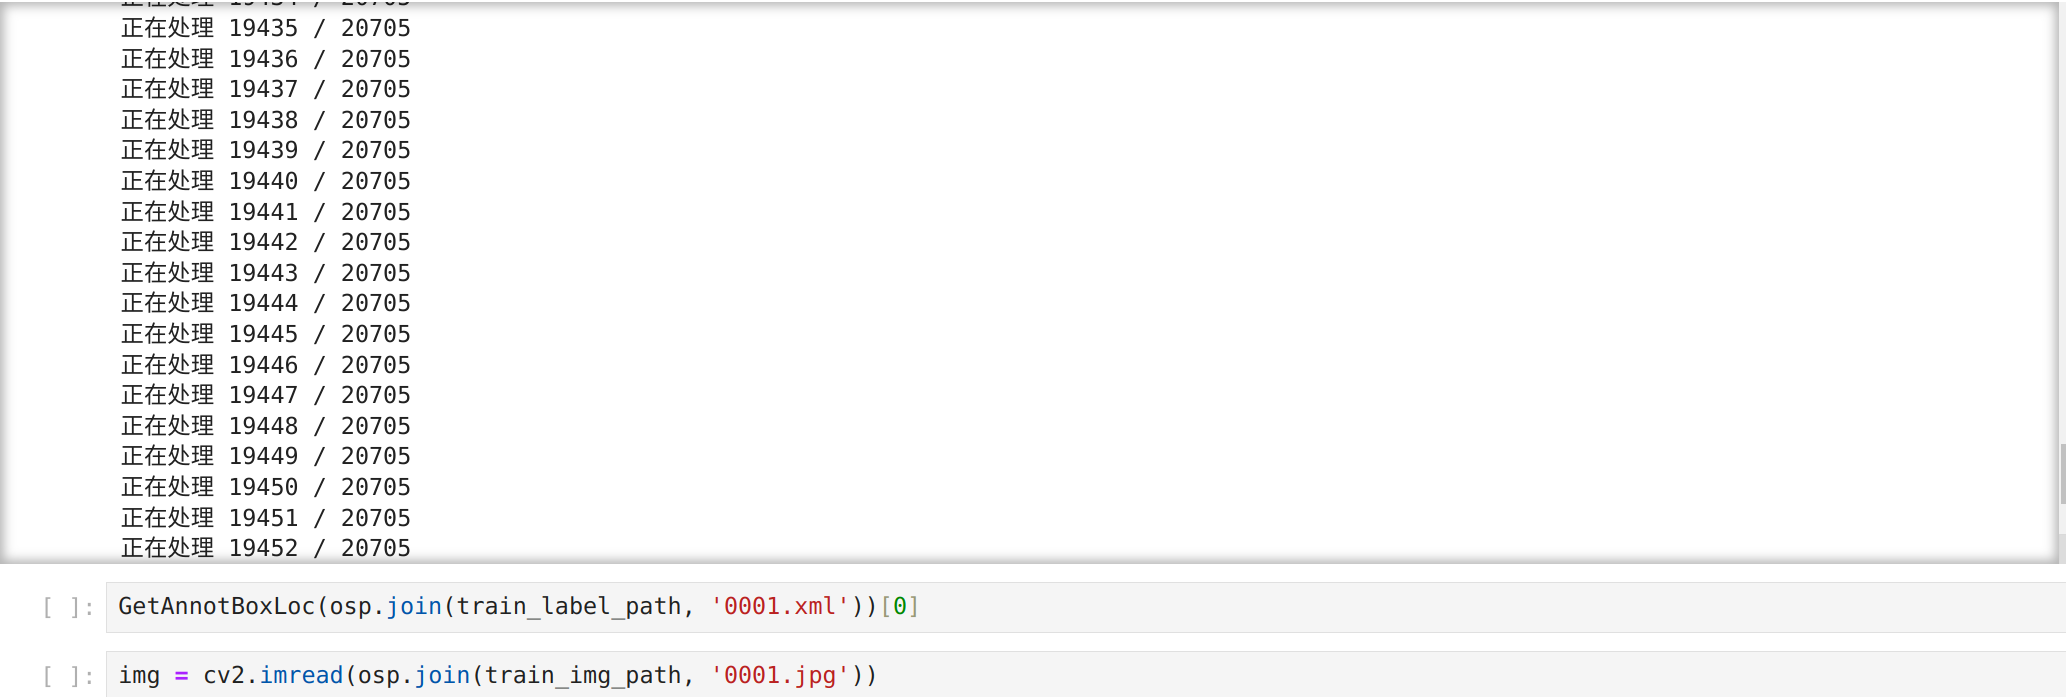 正在处理 19435 / 20705
正在处理 19436 / 20705
正在处理 19437 / 20705
正在处理 19438 / 20705
正在处理 19439 / 20705
正在处理 19440 / 20705
正在处理 19441 / 20705
正在处理 19442 / 20705
正在处理 19443 / 20705
正在处理 19444 / 20705
正在处理 19445 / 20705
正在处理 19446 / 20705
正在处理 19447 / 20705
正在处理 19448 / 20705
正在处理 19449 / 20705
正在处理 19450 / 20705
正在处理 19451 / 20705
正在处理 19452 / 20705
[ ]: GetAnnotBoxLoc(osp.join(train_label_path, '0001.xml'))[0]
[ ]: img = cv2.imread(osp.join(train_img_path, '0001.jpg'))